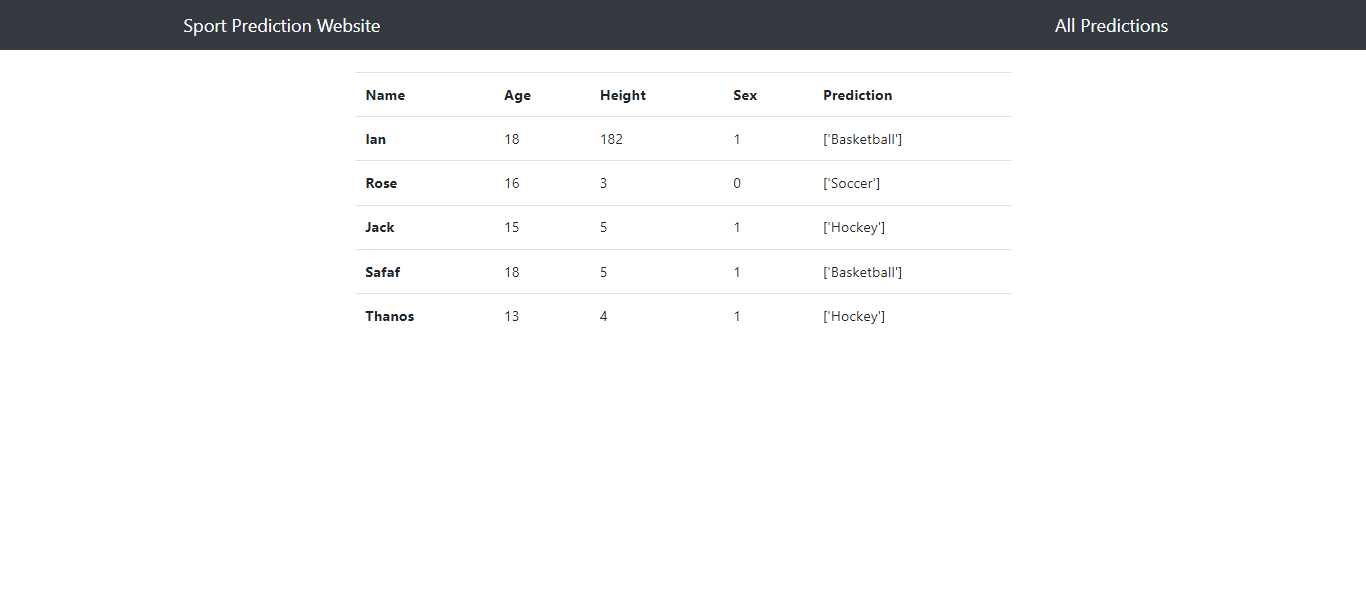 Sport Prediction Website All Predictions
Name Age Height Sex Prediction
Ian 18 182 1 ['Basketball']
Rose 16 3 0 ['Soccer']
Jack 15 5 1 ['Hockey']
Safaf 18 5 1 ['Basketball']
Thanos 13 4 1 ['Hockey']